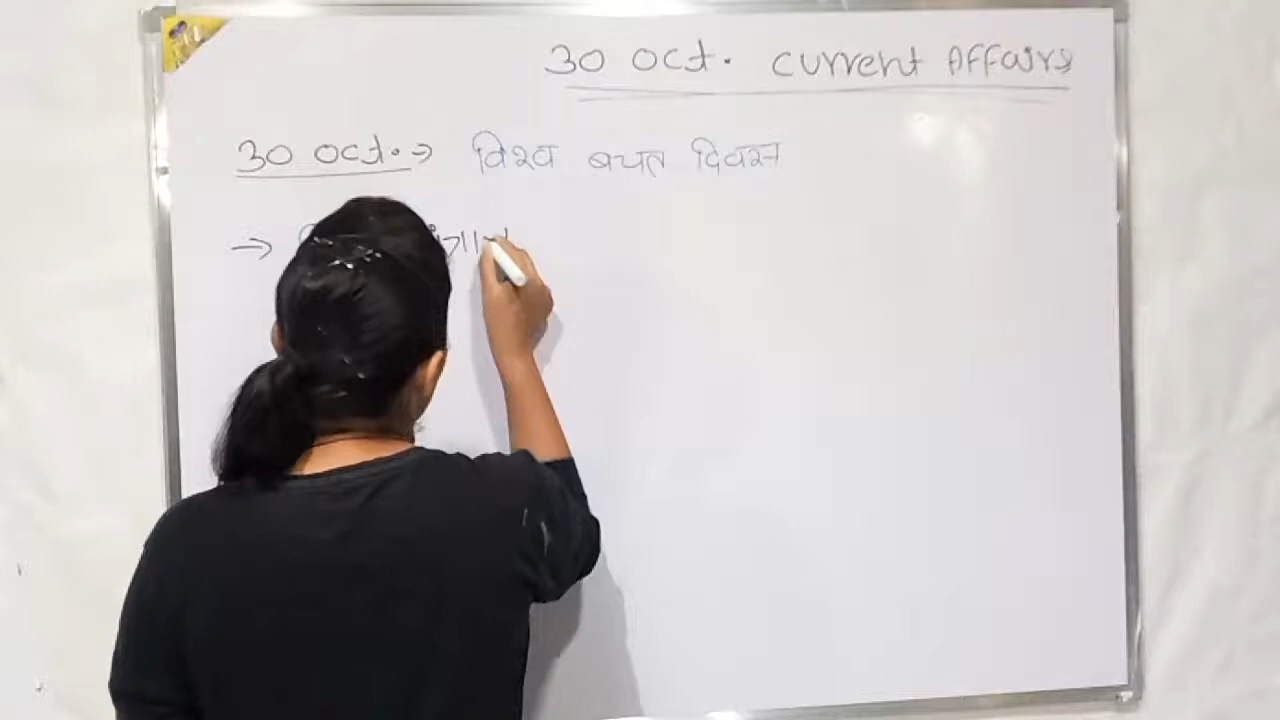 30 Oct. Current Affairs
30 Oct. → विश्व बचत दिवस
→